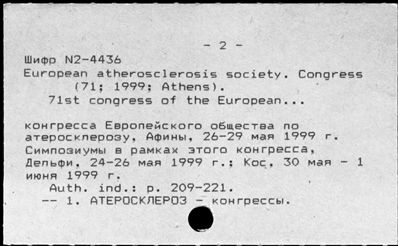 - 2 -
Шифр N2-4436
European atherosclerosis society. Congress
(71; 1999; Athens).
71st congress of the European...
конгресса Европейского общества по
атеросклерозу, Афины, 26-29 мая 1999 г.
Симпозиумы в рамках этого конгресса,
Дельфи, 24-26 мая 1999 г.; Кос, 30 мая - 1
июня 1999 г.
Auth. ind.: p. 209-221.
-- 1. АТЕРОСКЛЕРОЗ - конгрессы.